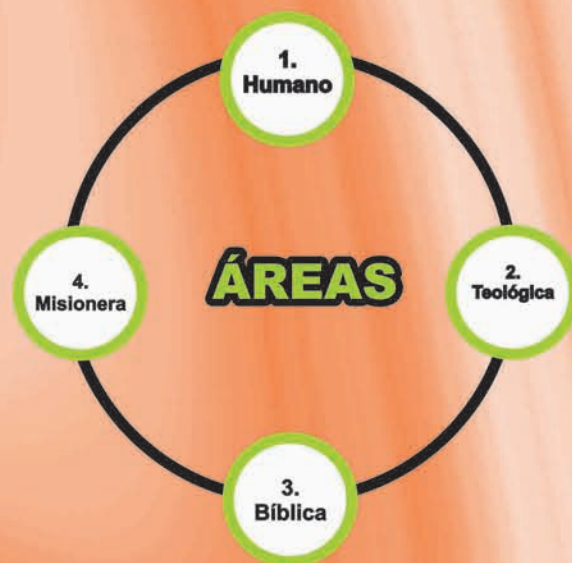 1.
Humano
ÁREAS
2.
Teológica
4.
Misionera
3.
Bíblica